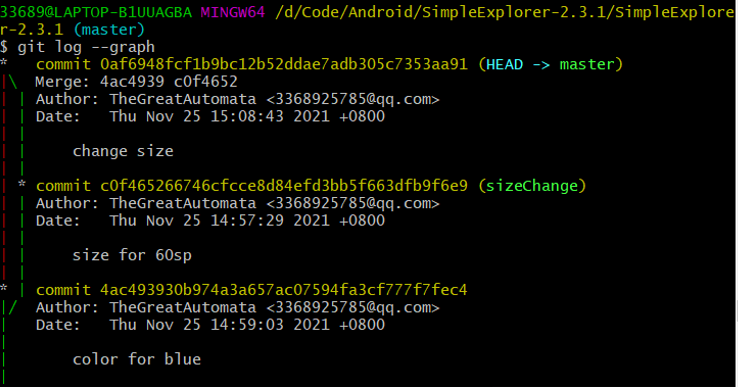 33689@LAPTOP-B1UUAGBA MINGW64 /d/Code/Android/SimpleExplorer-2.3.1/SimpleExplore
r-2.3.1 (master)
$ git log --graph
*   commit 0af6948fcf1b9bc12b52ddae7adb305c7353aa91 (HEAD -> master)
|\  Merge: 4ac4939 c0f4652
| | Author: TheGreatAutomata <3368925785@qq.com>
| | Date:   Thu Nov 25 15:08:43 2021 +0800
| |
| |     change size
| |
| * commit c0f465266746cfcce8d84efd3bb5f663dfb9f6e9 (sizeChange)
| | Author: TheGreatAutomata <3368925785@qq.com>
| | Date:   Thu Nov 25 14:57:29 2021 +0800
| |
| |     size for 60sp
| |
* | commit 4ac493930b974a3a657ac07594fa3cf777f7fec4
|/  Author: TheGreatAutomata <3368925785@qq.com>
|   Date:   Thu Nov 25 14:59:03 2021 +0800
|
|       color for blue
|